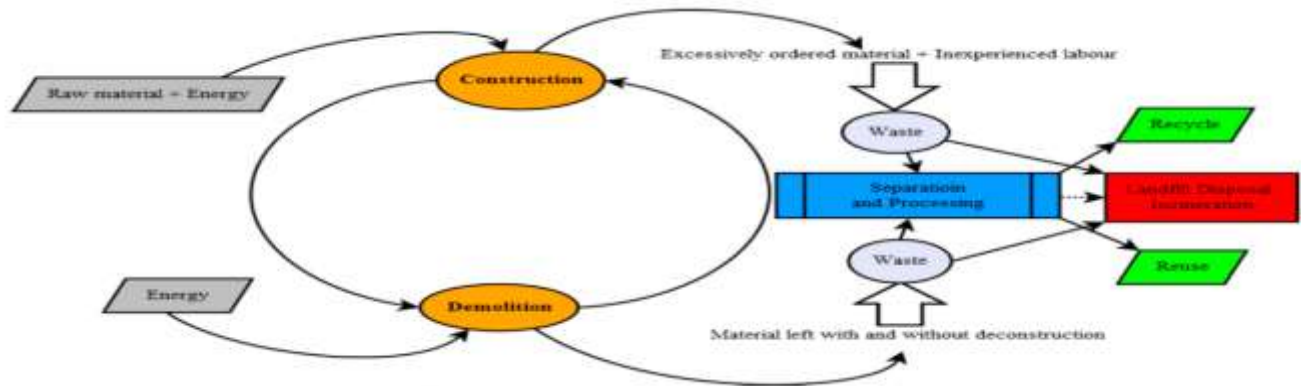 Excessively ordered material + Inexperienced labour
Construction
Raw material + Energy
Waste
Recycle
Separatioin
and Processing
Landfill Disposal
Incineration
Waste
Reuse
Energy
Demolition
Material left with and without deconstruction